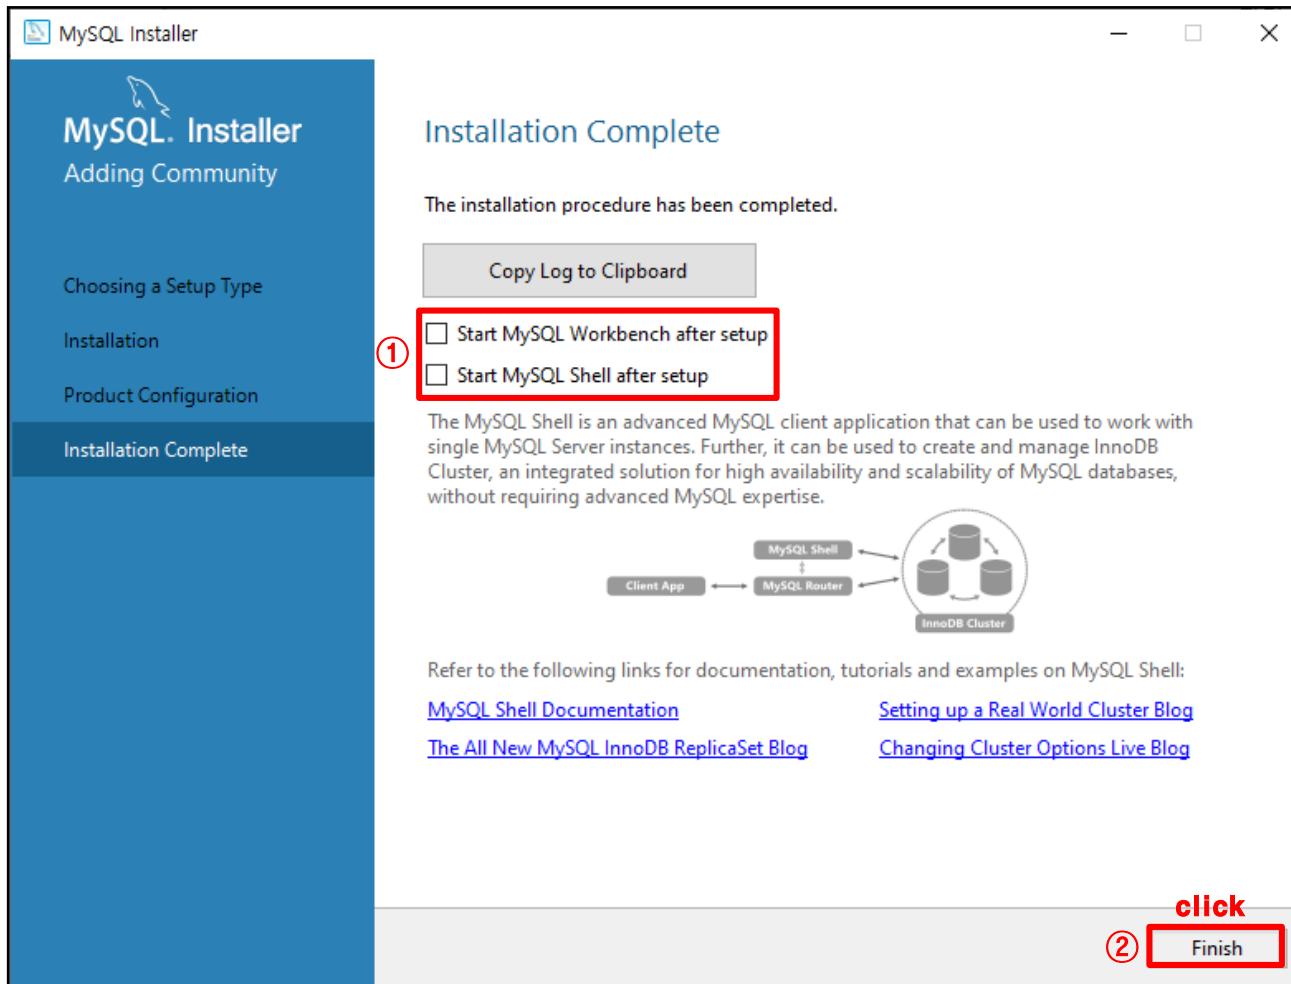 MySQL Installer
MySQL. Installer
Adding Community
Choosing a Setup Type
Installation
Product Configuration
Installation Complete
Installation Complete
The installation procedure has been completed.
Copy Log to Clipboard
①
Start MySQL Workbench after setup
Start MySQL Shell after setup
The MySQL Shell is an advanced MySQL client application that can be used to work with
single MySQL Server instances. Further, it can be used to create and manage InnoDB
Cluster, an integrated solution for high availability and scalability of MySQL databases,
without requiring advanced MySQL expertise.
MySQL Shell
Client App
MySQL Router
InnoDB Cluster
Refer to the following links for documentation, tutorials and examples on MySQL Shell:
MySQL Shell Documentation
Setting up a Real World Cluster Blog
The All New MySQL InnoDB ReplicaSet Blog
Changing Cluster Options Live Blog
click
②
Finish